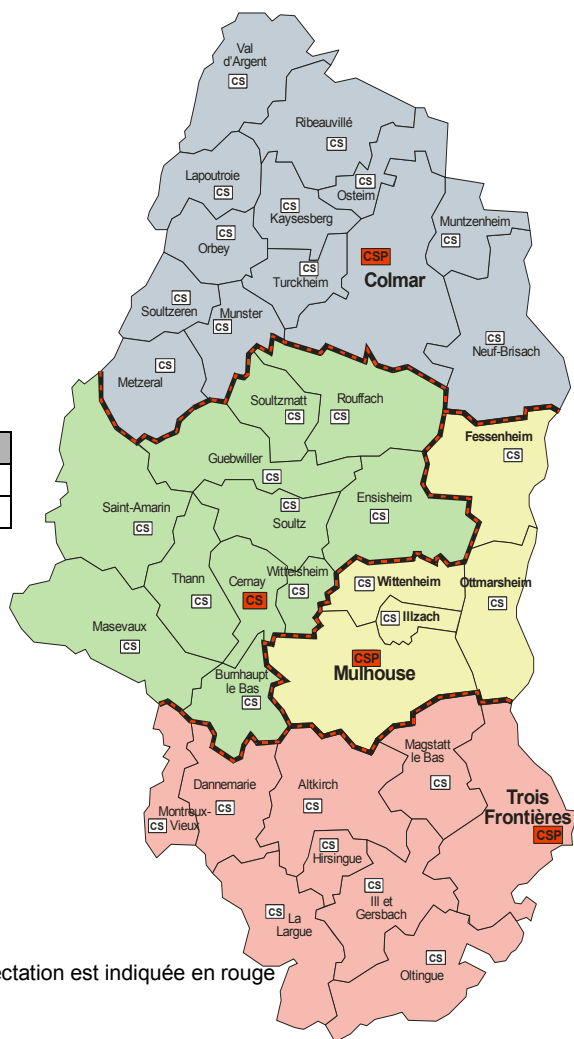 Val
d'Argent
CS
Ribeauvillé
CS
Lapoutroie
CS
CS
Osteim
CS
Kaysesberg
Muntzenheim
CS
CS
Orbey
CSP
Colmar
CS
Turckheim
CS
Soultzeren
Munster
CS
CS
Neuf-Brisach
CS
Metzeral
Soultzmatt
CS
Rouffach
CS
Fessenheim
CS
Guebwiller
CS
Ensisheim
CS
Saint-Amarin
CS
CS
Soultz
Thann
CS
Cernay
CS
Wittelsheim
CS
CS Wittenheim
Ottmarsheim
CS
CS Illzach
Masevaux
CS
CSP
Mulhouse
Burnhaupt
le Bas
CS
Magstatt
le Bas
CS
Dannemarie
CS
Altkirch
CS
Trois
Frontières
CSP
Montreux-
Vieux
CS
CS
Hirsingue
CS
Ill et
Gersbach
CS
La
Largue
CS
Oltingue
ectation est indiquée en rouge